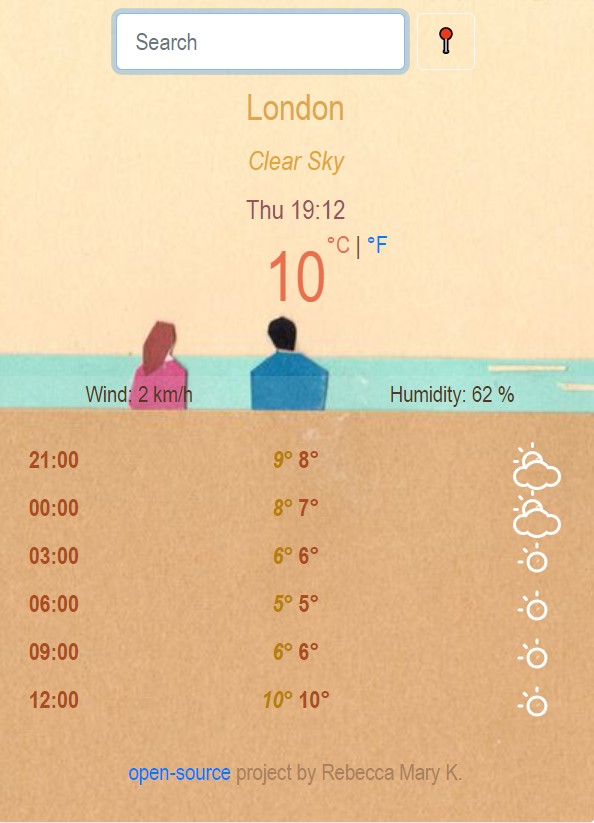 Search
London
Clear Sky
Thu 19:12
10 °C | °F
Wind: 2 km/h Humidity: 62 %
21:00 9° 8°
00:00 8° 7°
03:00 6° 6°
06:00 5° 5°
09:00 6° 6°
12:00 10° 10°
open-source project by Rebecca Mary K.